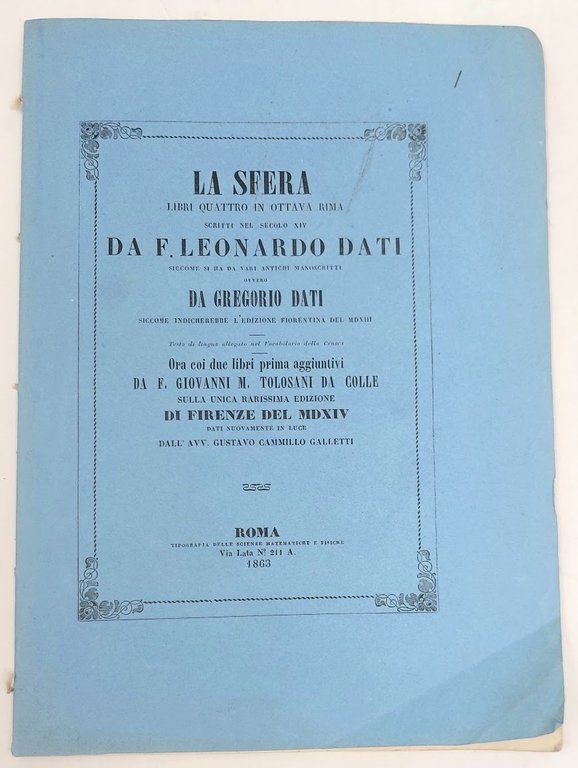 LA SFERA
LIBRI QUATTRO IN OTTAVA RIMA
SCRITTI NEL SECOLO XIV
DA F. LEONARDO DATI
SICCOME SI HA DA VARI ANTICHI MANOSCRITTI
OVVERO
DA GREGORIO DATI
SICCOME INDICHEREBBE L'EDIZIONE FIORENTINA DEL MDXIII
Testo di lingua allegato nel Vocabolario della Crusca
Ora coi due libri prima aggiuntivi
DA F. GIOVANNI M. TOLOSANI DA COLLE
SULLA UNICA RARISSIMA EDIZIONE
DI FIRENZE DEL MDXIV
DATI NUOVAMENTE IN LUCE
DALL' AVV. GUSTAVO CAMMILLO GALLETTI
ROMA
TIPOGRAFIA DELLE SCIENZE MATEMATICHE E FISICHE
Via Lata N.º 211 A.
1863